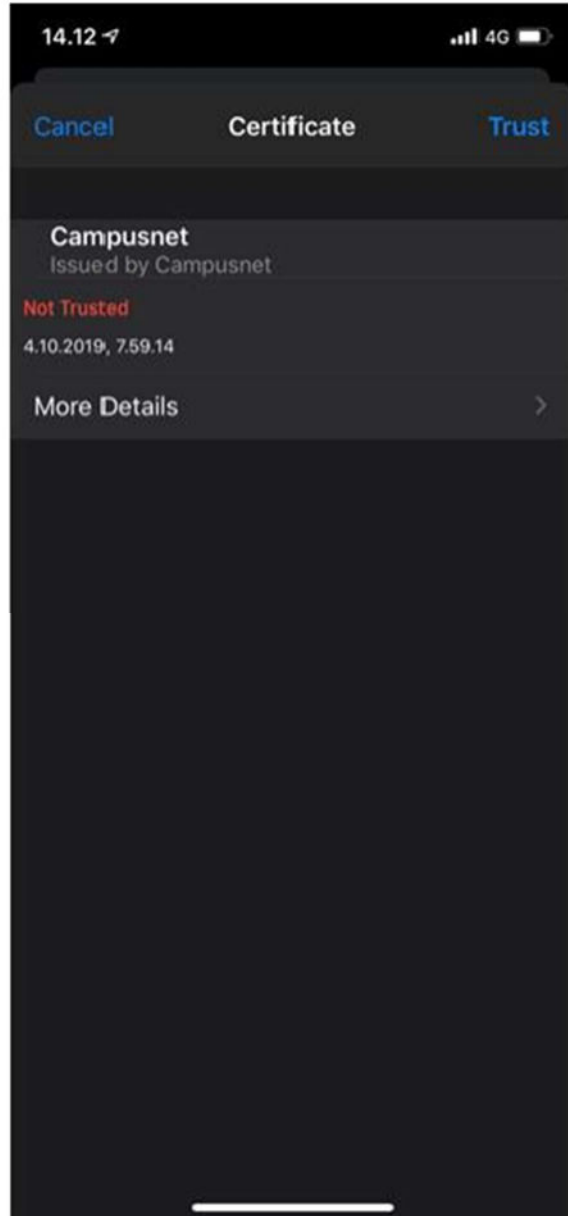 14.12
4G
Cancel Certificate Trust
Campusnet
Issued by Campusnet
Not Trusted
4.10.2019, 7.59.14
More Details